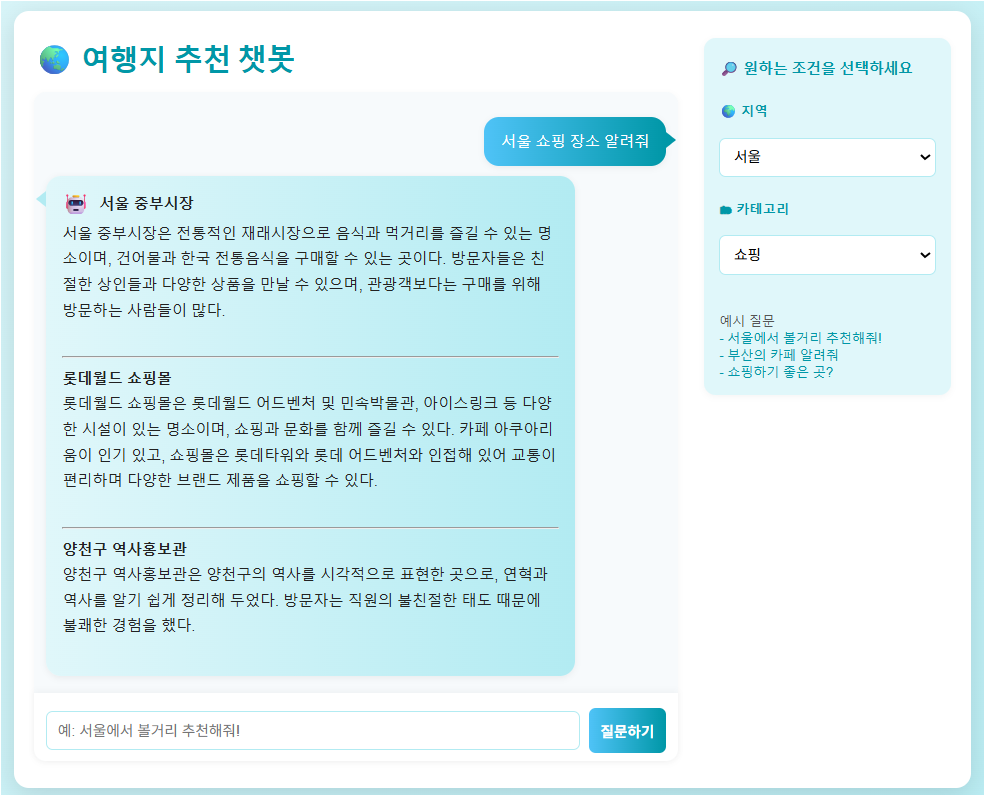 여행지 추천 챗봇
서울 쇼핑 장소 알려줘
서울 중부시장
서울 중부시장은 전통적인 재래시장으로 음식과 먹거리를 즐길 수 있는 명
소이며, 건어물과 한국 전통음식을 구매할 수 있는 곳이다. 방문자들은 친
절한 상인들과 다양한 상품을 만날 수 있으며, 관광객보다는 구매를 위해
방문하는 사람들이 많다.
롯데월드 쇼핑몰
롯데월드 쇼핑몰은 롯데월드 어드벤처 및 민속박물관, 아이스링크 등 다양
한 시설이 있는 명소이며, 쇼핑과 문화를 함께 즐길 수 있다. 카페 아쿠아리
움이 인기 있고, 쇼핑몰은 롯데타워와 롯데 어드벤처와 인접해 있어 교통이
편리하며 다양한 브랜드 제품을 쇼핑할 수 있다.
양천구 역사홍보관
양천구 역사홍보관은 양천구의 역사를 시각적으로 표현한 곳으로, 연혁과
역사를 알기 쉽게 정리해 두었다. 방문자는 직원의 불친절한 태도 때문에
불쾌한 경험을 했다.
예: 서울에서 볼거리 추천해줘!
질문하기
원하는 조건을 선택하세요
지역
서울
카테고리
쇼핑
예시 질문
- 서울에서 볼거리 추천해줘!
- 부산의 카페 알려줘
- 쇼핑하기 좋은 곳?